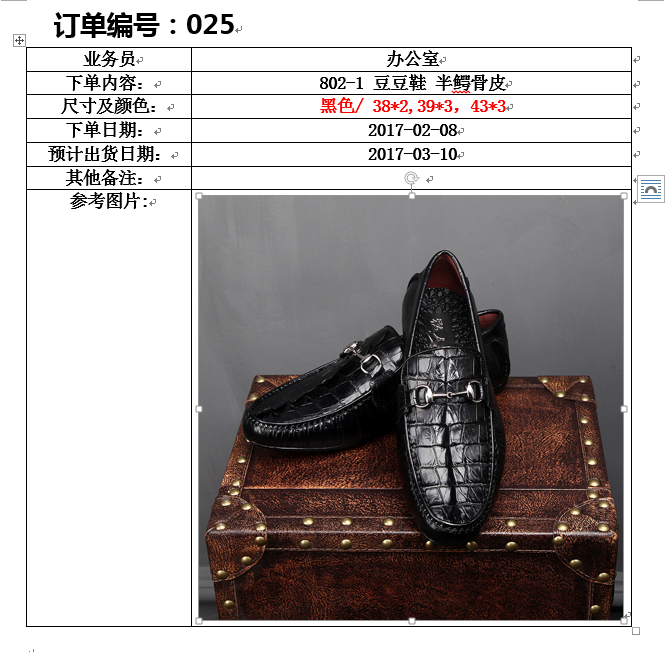 订单编号：025
业务员 办公室
下单内容： 802-1 豆豆鞋 半鳄骨皮
尺寸及颜色： 黑色/ 38*2,39*3，43*3
下单日期： 2017-02-08
预计出货日期： 2017-03-10
其他备注：
参考图片: